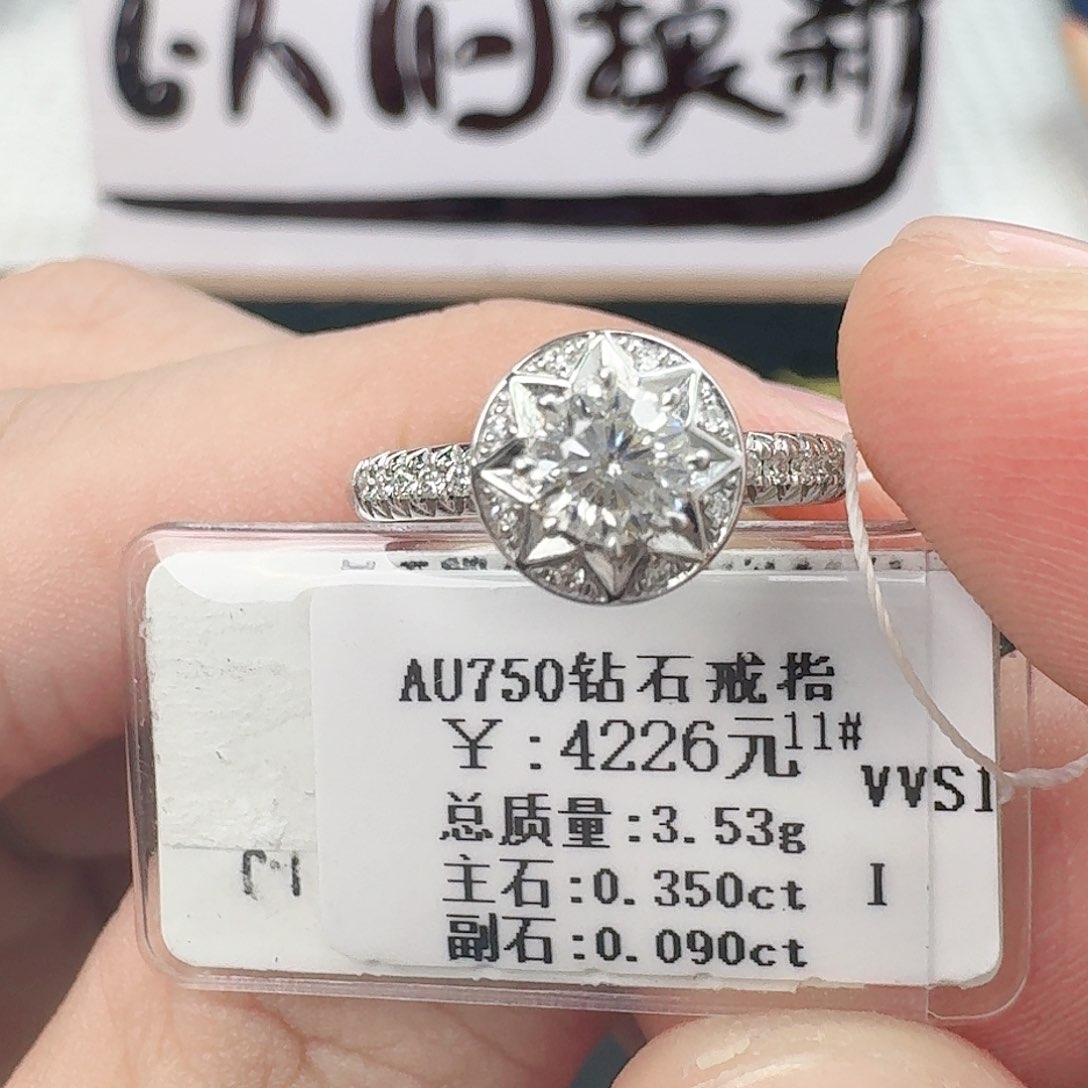 以旧换新
AU750钻石戒指
￥:4226元11#
VVS1
总质量:3.53g
主石:0.350ct I
副石:0.090ct